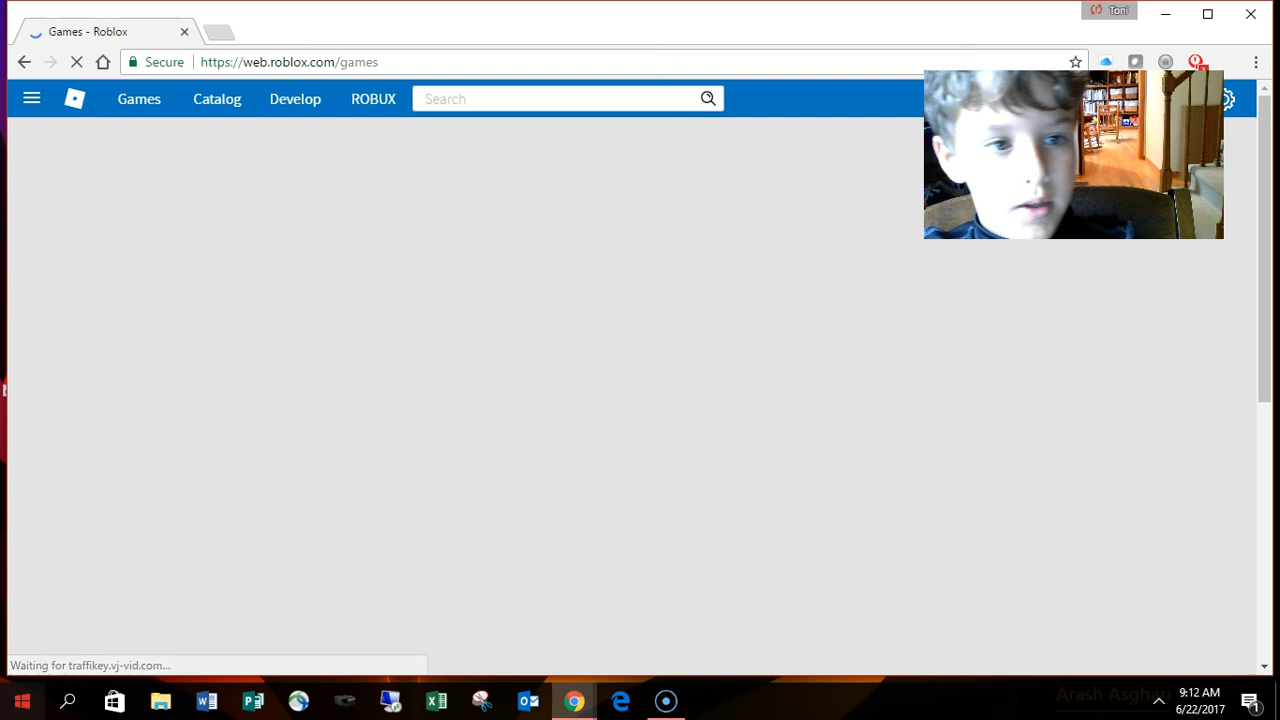 Toni
Games - Roblox
Secure https://web.roblox.com/games
Games Catalog Develop ROBUX Search
Waiting for traffikey.vj-vid.com...
Arash Asghari
9:12 AM
6/22/2017
1